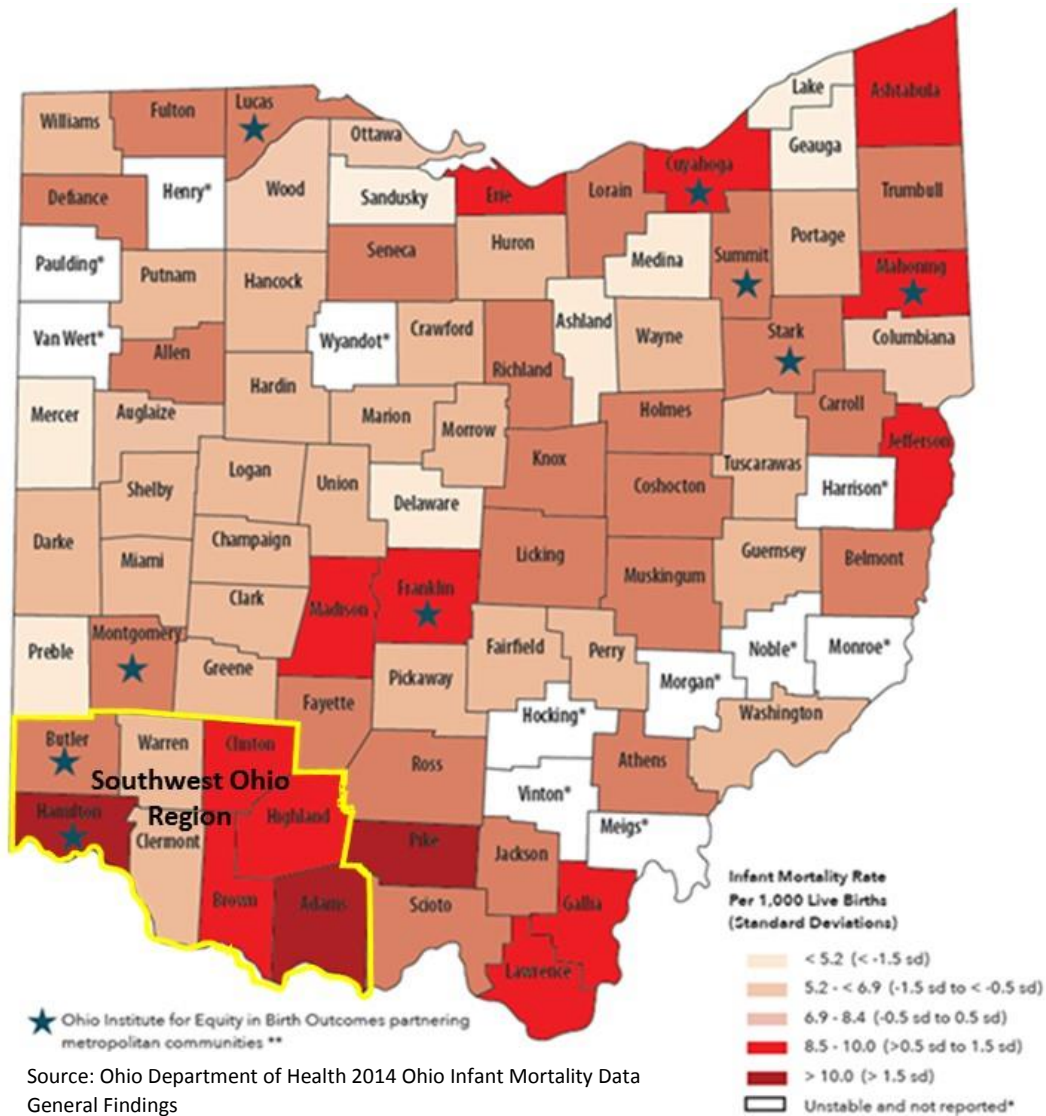 Lake
Ashtabula
Williams
Fulton
Lucas
Ottawa
Geauga
Cuyahoga
Defiance
Henry*
Wood
Sandusky
Erie
Lorain
Trumbull
Paulding*
Putnam
Hancock
Seneca
Huron
Medina
Summit
Portage
Mahoning
Van Wert*
Allen
Wyandot*
Crawford
Richland
Ashland
Wayne
Stark
Columbiana
Mercer
Auglaize
Hardin
Marion
Morrow
Holmes
Carroll
Jefferson
Shelby
Logan
Union
Delaware
Knox
Coshocton
Tuscarawas
Harrison*
Darke
Miami
Champaign
Licking
Muskingum
Guernsey
Belmont
Clark
Madison
Franklin
Preble
Montgomery
Greene
Fairfield
Perry
Noble*
Monroe*
Fayette
Pickaway
Morgan*
Hocking*
Washington
Butler
Warren
Clinton
Ross
Athens
Southwest Ohio
Region
Vinton*
Hamilton
Clermont
Highland
Pike
Jackson
Meigs*
Brown
Adams
Scioto
Gallia
Lawrence
Infant Mortality Rate
Per 1,000 Live Births
(Standard Deviations)
< 5.2 (< -1.5 sd)
5.2 - < 6.9 (-1.5 sd to < -0.5 sd)
6.9 - 8.4 (-0.5 sd to 0.5 sd)
8.5 - 10.0 (>0.5 sd to 1.5 sd)
> 10.0 (> 1.5 sd)
Unstable and not reported*
Ohio Institute for Equity in Birth Outcomes partnering
metropolitan communities **
Source: Ohio Department of Health 2014 Ohio Infant Mortality Data
General Findings